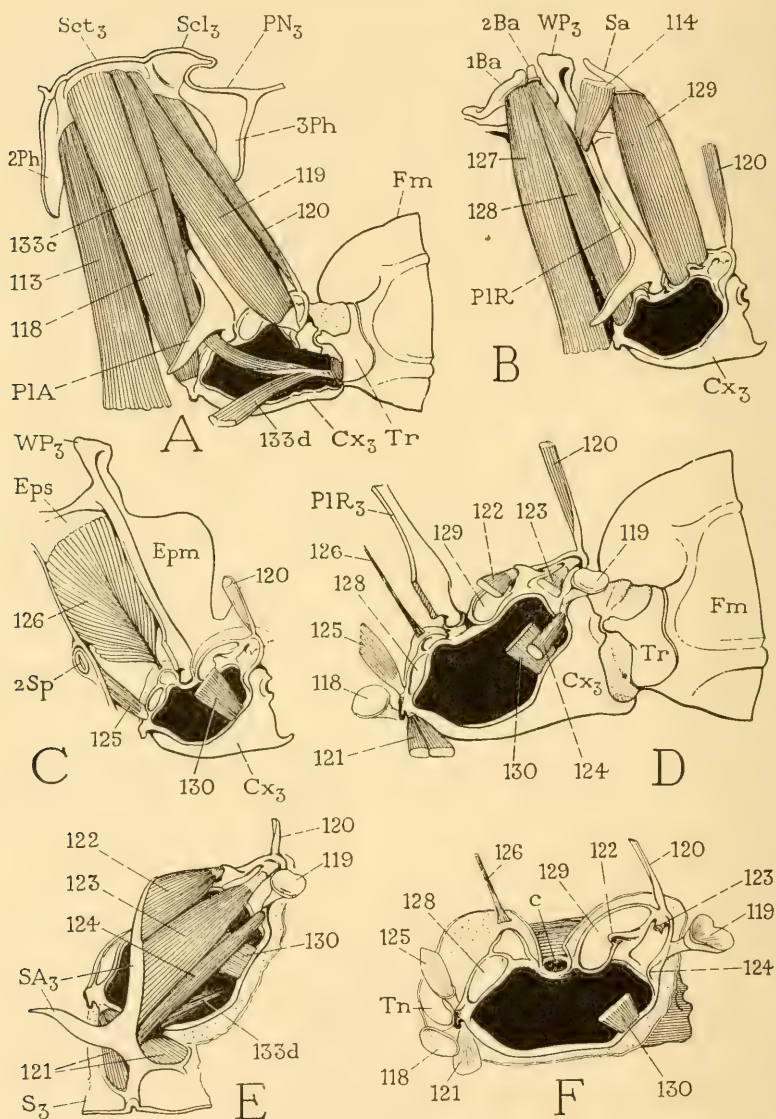 Sct3
Scl3
PN3
2Ph
3Ph
133c
119
120
Fm
113
118
PlA
A
133d
Cx3
Tr
2Ba
WP3
Sa
114
1Ba
127
129
120
128
PlR
B
Cx3
WP3
Eps
Epm
120
126
2Sp
125
C
130
Cx3
PlR3
120
126
129
122
123
119
128
125
118
Cx3
Tr
Fm
121
D
130
124
122
120
119
123
124
130
SA3
133d
121
S3
E
126
c
129
122
120
123
119
128
125
Tn
124
118
121
F
130